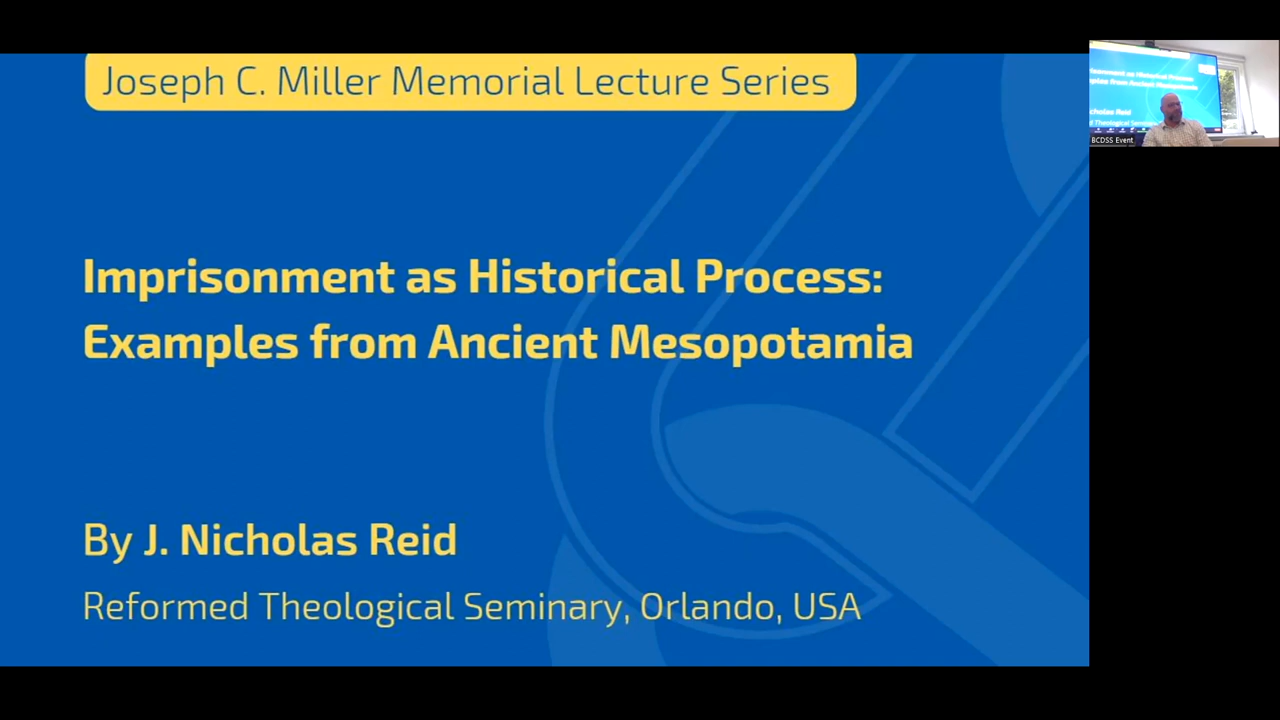 Joseph C. Miller Memorial Lecture Series
Imprisonment as Historical Process:
Examples from Ancient Mesopotamia
By J. Nicholas Reid
Reformed Theological Seminary, Orlando, USA
BCDSS Event